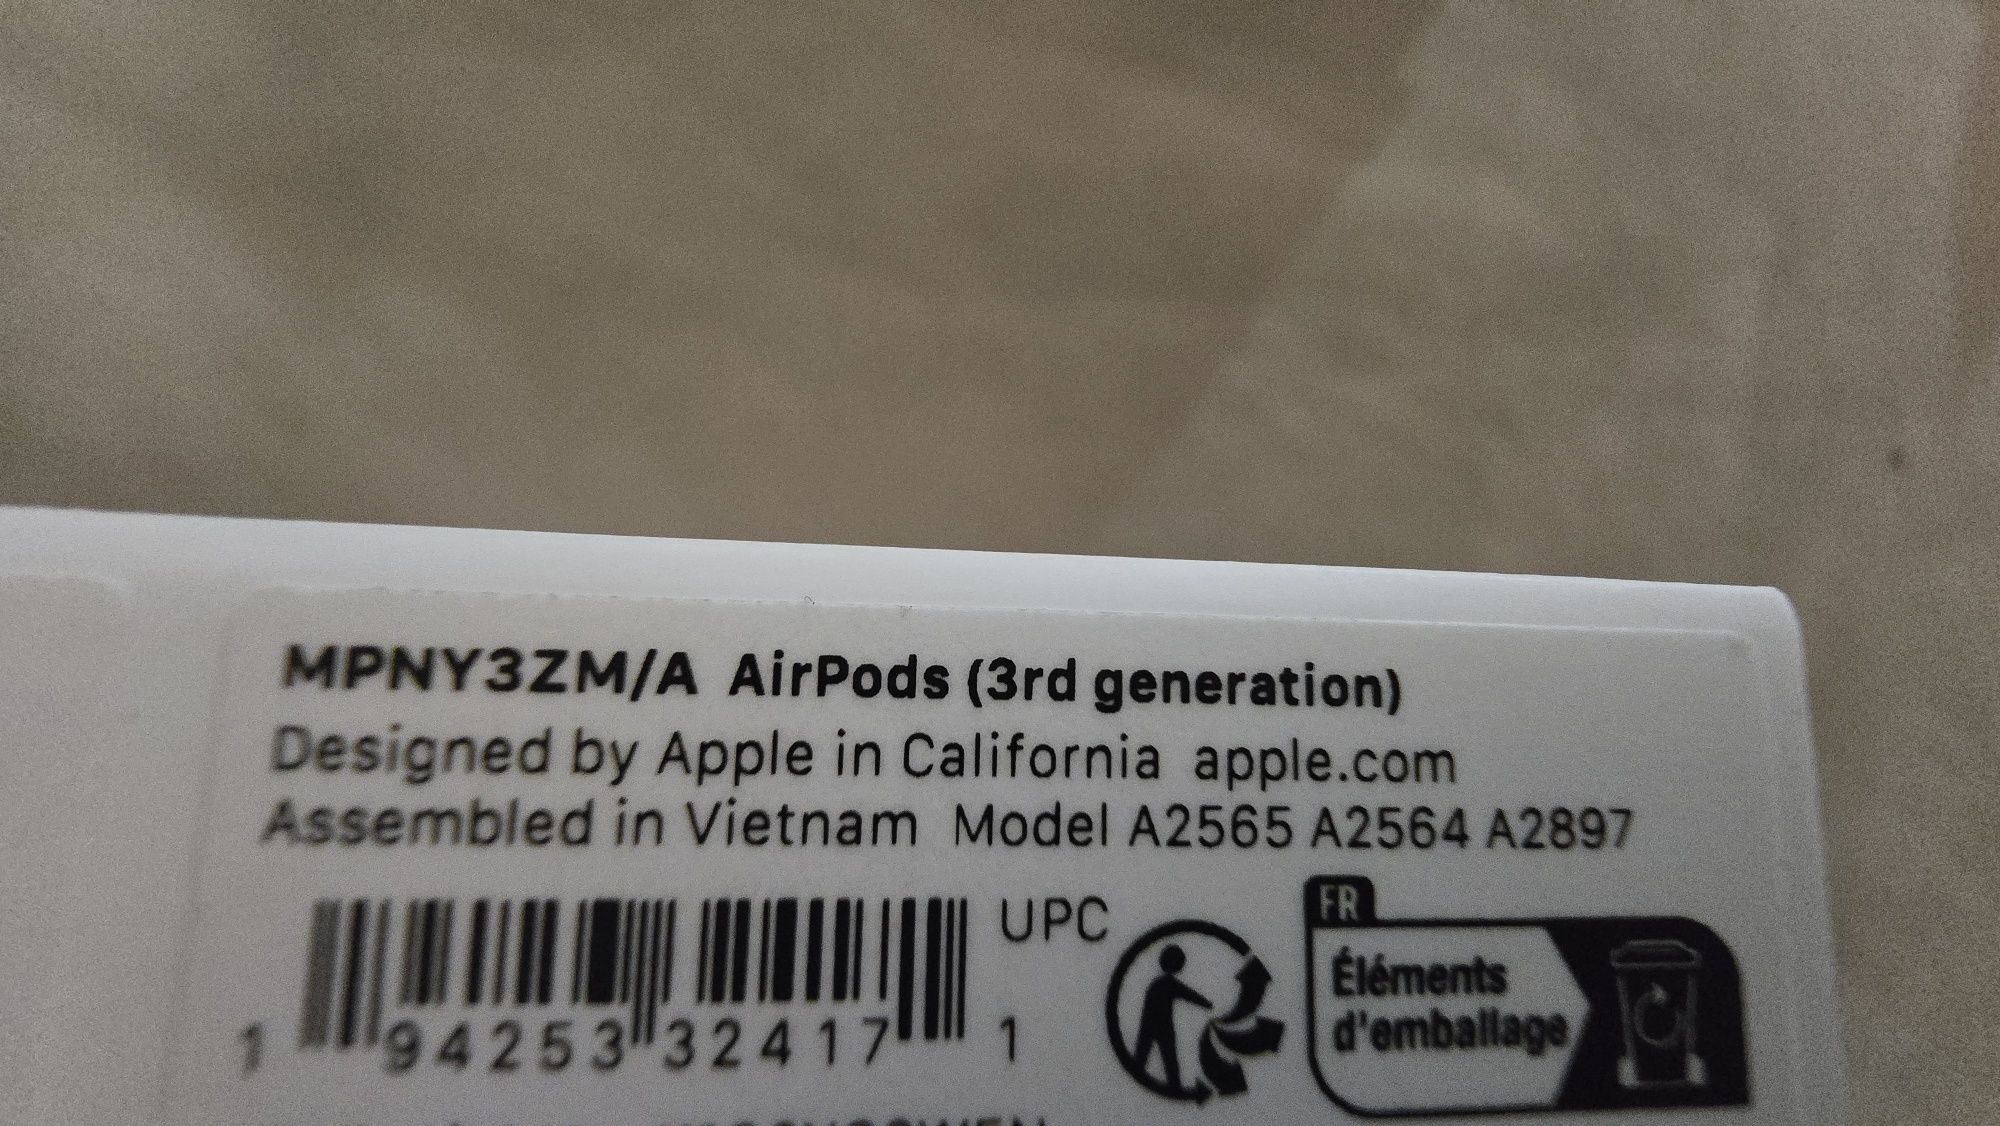 MPNY3ZM/A AirPods (3rd generation)
Designed by Apple in California apple.com
Assembled in Vietnam Model A2565 A2564 A2897
UPC
1 94253 32417 1
FR
Éléments
d'emballage